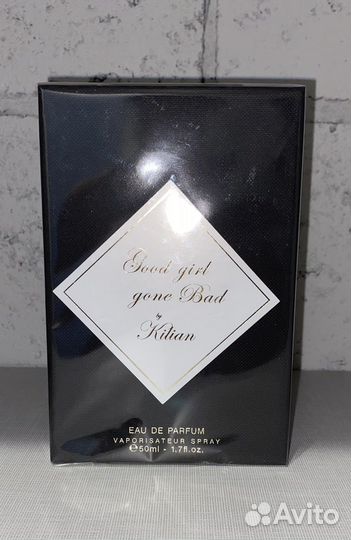 Good girl
gone Bad
by
Kilian
EAU DE PARFUM
VAPORISATEUR SPRAY
℮50ml - 1.7fl.oz.
Avito